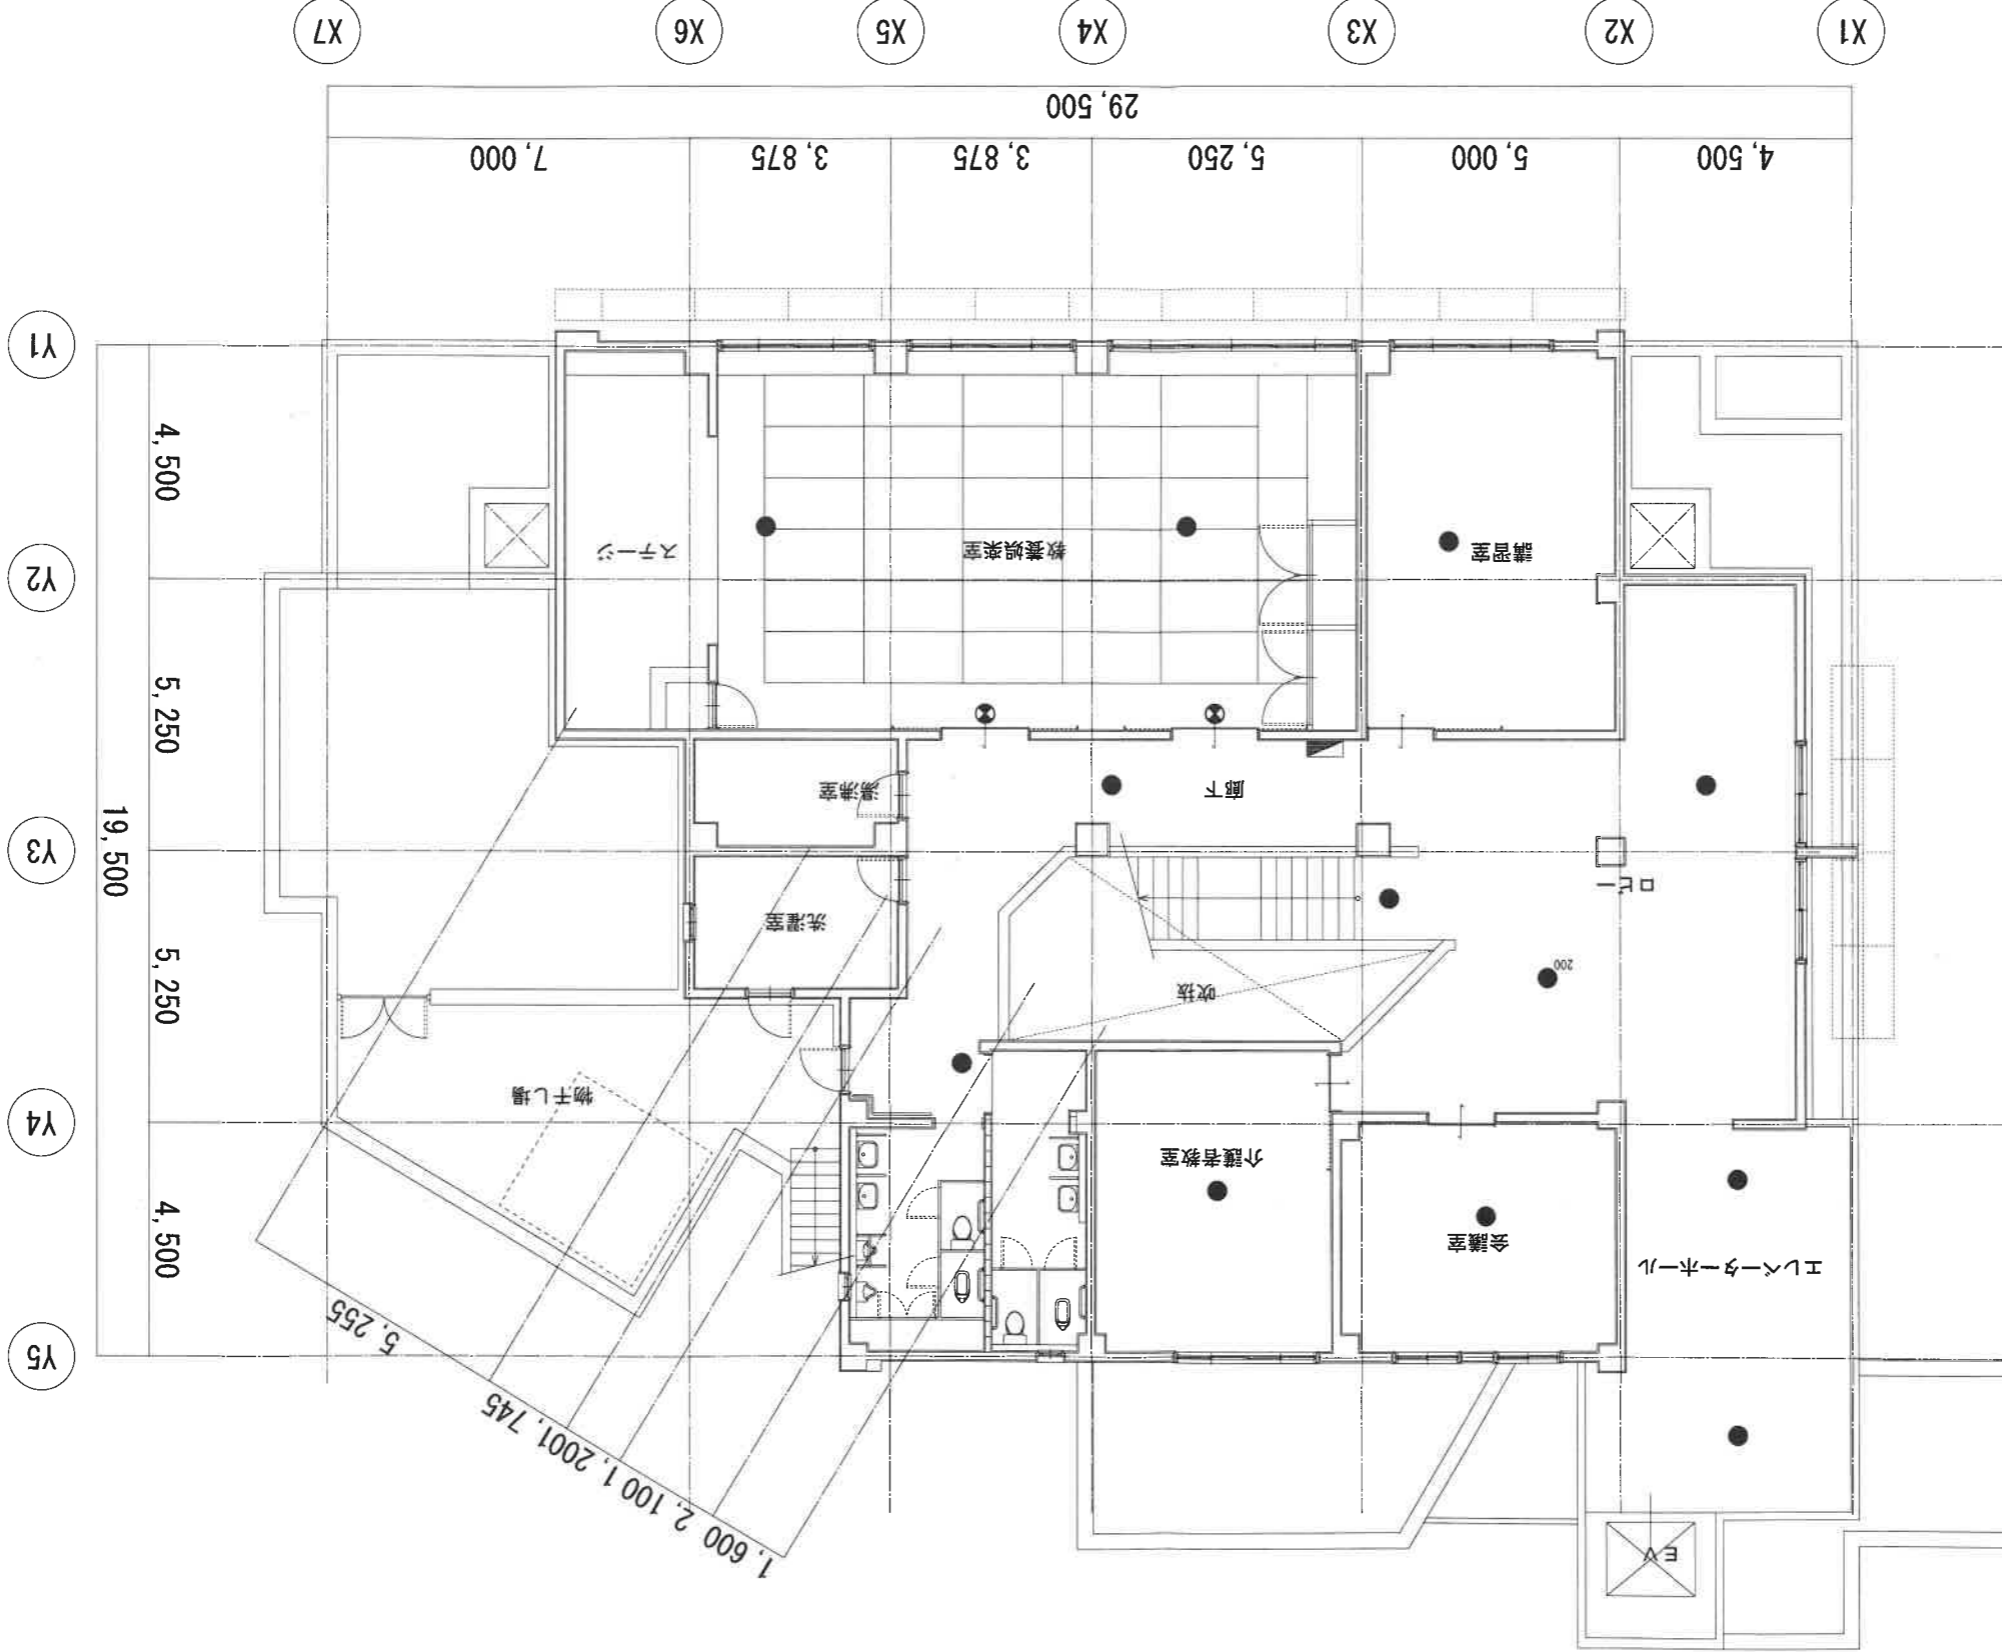 X1
X2
X3
X4
X5
X6
X7
29,500
4,500
5,000
5,250
3,875
3,875
7,000
Y1
Y2
Y3
Y4
Y5
19,500
4,500
5,250
5,250
4,500
講習室
教養娯楽室
ステージ
廊下
湯沸室
洗濯室
ロビー
200
吹抜
物干し場
介護者教室
会議室
エレベーターホール
EV
1,600
2,100
1,200
1,745
5,255